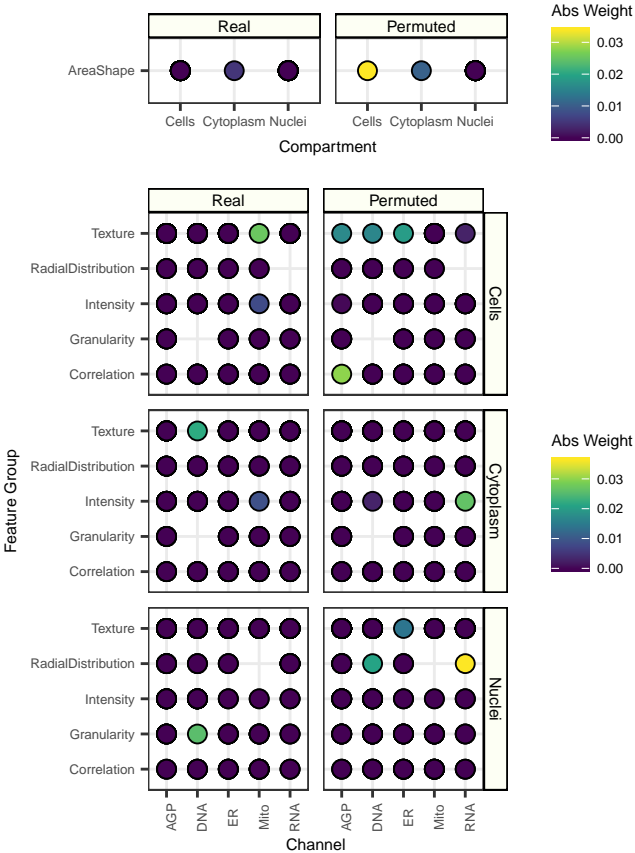 Real Permuted
AreaShape
Cells Cytoplasm Nuclei Cells Cytoplasm Nuclei
Compartment
Abs Weight
0.03
0.02
0.01
0.00
Real Permuted
Texture
RadialDistribution
Intensity
Granularity
Correlation
Cells
Texture
RadialDistribution
Intensity
Granularity
Correlation
Cytoplasm
Texture
RadialDistribution
Intensity
Granularity
Correlation
Nuclei
Feature Group
AGP DNA ER Mito RNA AGP DNA ER Mito RNA
Channel
Abs Weight
0.03
0.02
0.01
0.00